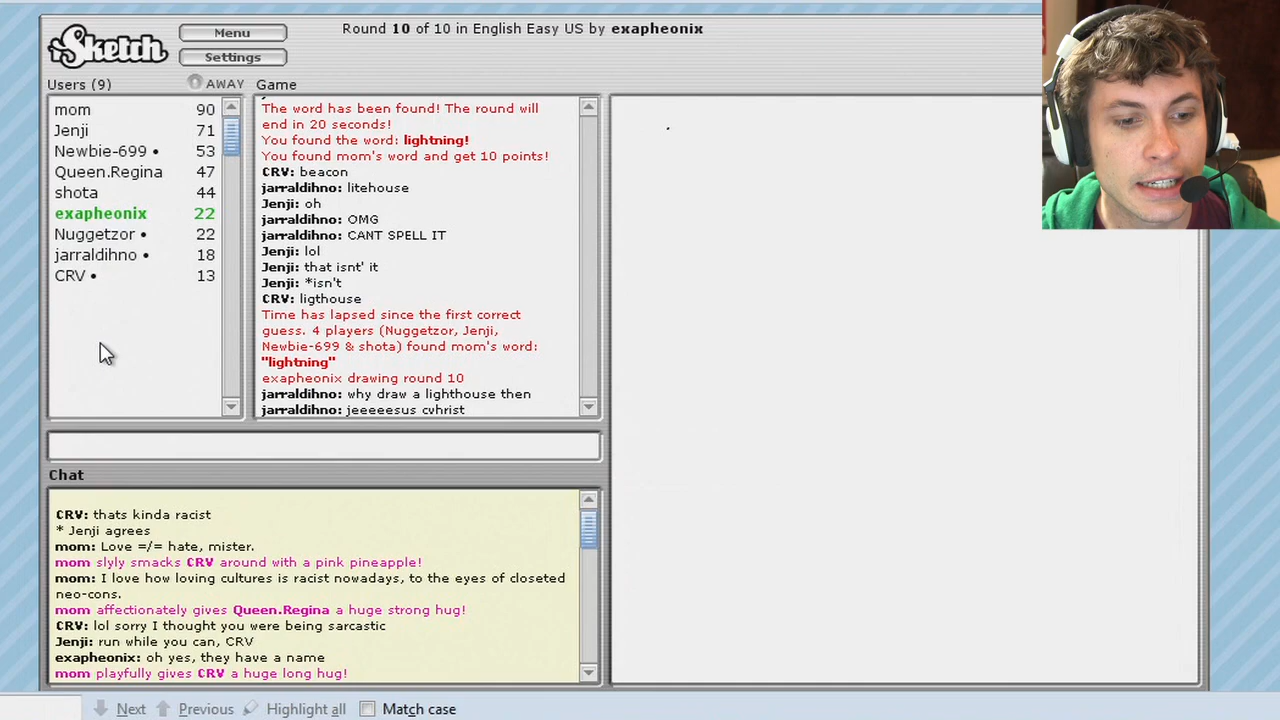 iSketch
Menu
Settings
Round 10 of 10 in English Easy US by exapheonix
Users (9)
AWAY
Game
mom 90
Jenji 71
Newbie-699 • 53
Queen.Regina 47
shota 44
exapheonix 22
Nuggetzor • 22
jarraldihno • 18
CRV • 13
The word has been found! The round will
end in 20 seconds!
You found the word: lightning!
You found mom's word and get 10 points!
CRV: beacon
jarraldihno: litehouse
Jenji: oh
jarraldihno: OMG
jarraldihno: CANT SPELL IT
Jenji: lol
Jenji: that isnt' it
Jenji: *isn't
CRV: ligthouse
Time has lapsed since the first correct
guess. 4 players (Nuggetzor, Jenji,
Newbie-699 & shota) found mom's word:
"lightning"
exapheonix drawing round 10
jarraldihno: why draw a lighthouse then
jarraldihno: jeeeeesus cvhrist
Chat
CRV: thats kinda racist
* Jenji agrees
mom: Love =/= hate, mister.
mom slyly smacks CRV around with a pink pineapple!
mom: I love how loving cultures is racist nowadays, to the eyes of closeted
neo-cons.
mom affectionately gives Queen.Regina a huge strong hug!
CRV: lol sorry I thought you were being sarcastic
Jenji: run while you can, CRV
exapheonix: oh yes, they have a name
mom playfully gives CRV a huge long hug!
Next
Previous
Highlight all
Match case